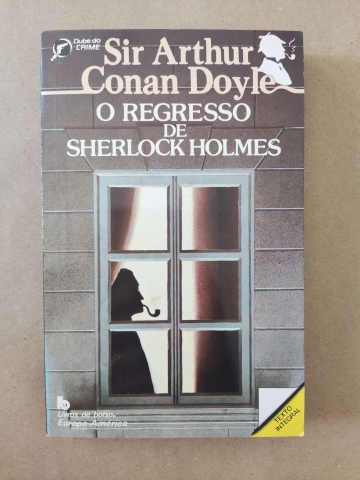 Clube do
CRIME
Sir Arthur
Conan Doyle
O REGRESSO
DE
SHERLOCK HOLMES
Livros de bolso
Europa-América
TEXTO
INTEGRAL